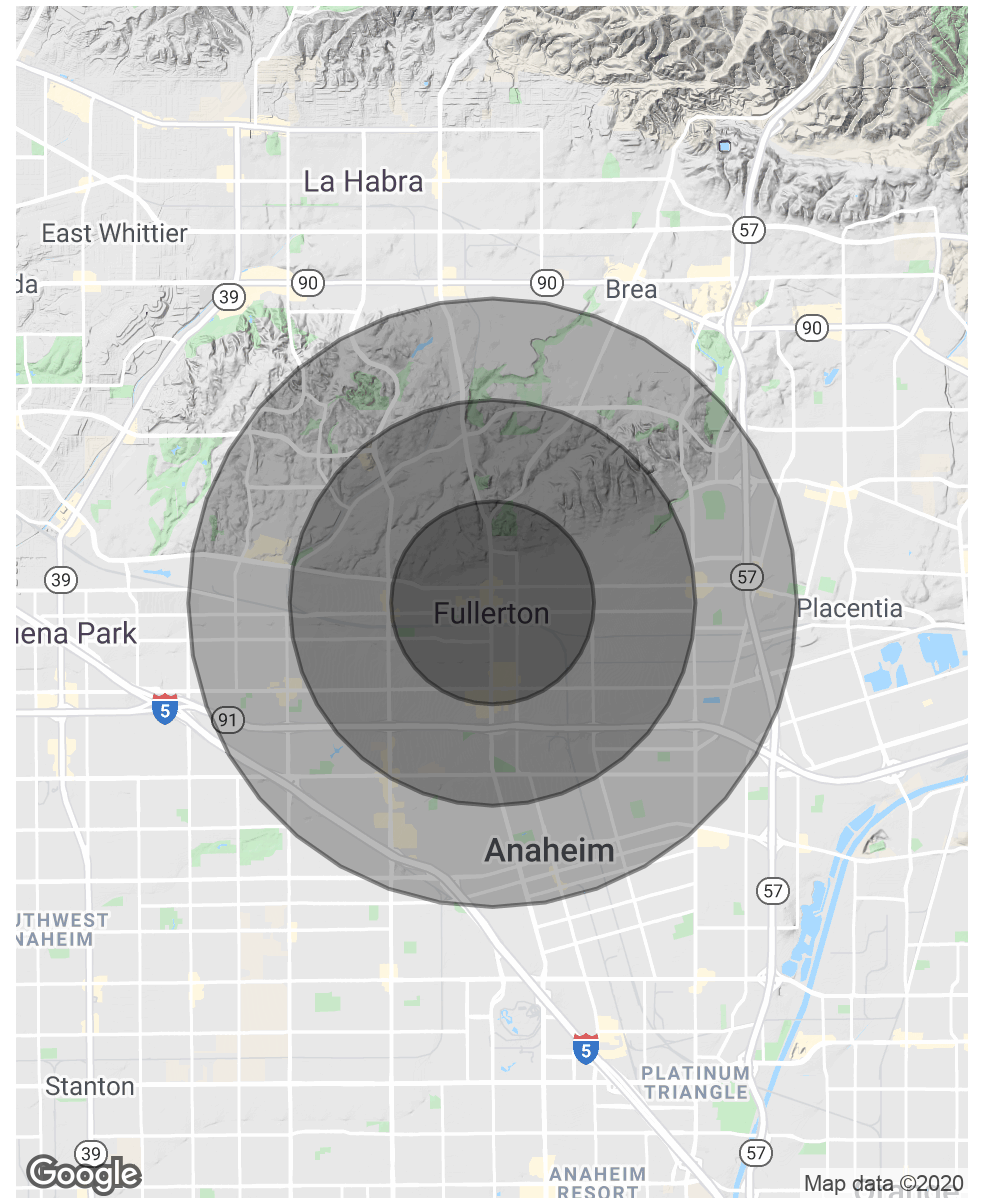 La Habra
East Whittier
57
da
90
90
Brea
39
90
57
39
Fullerton
Placentia
uena Park
5
91
Anaheim
57
UTHWEST
NAHEIM
5
PLATINUM
TRIANGLE
Stanton
39
57
Google
ANAHEIM
RESORT
Map data ©2020